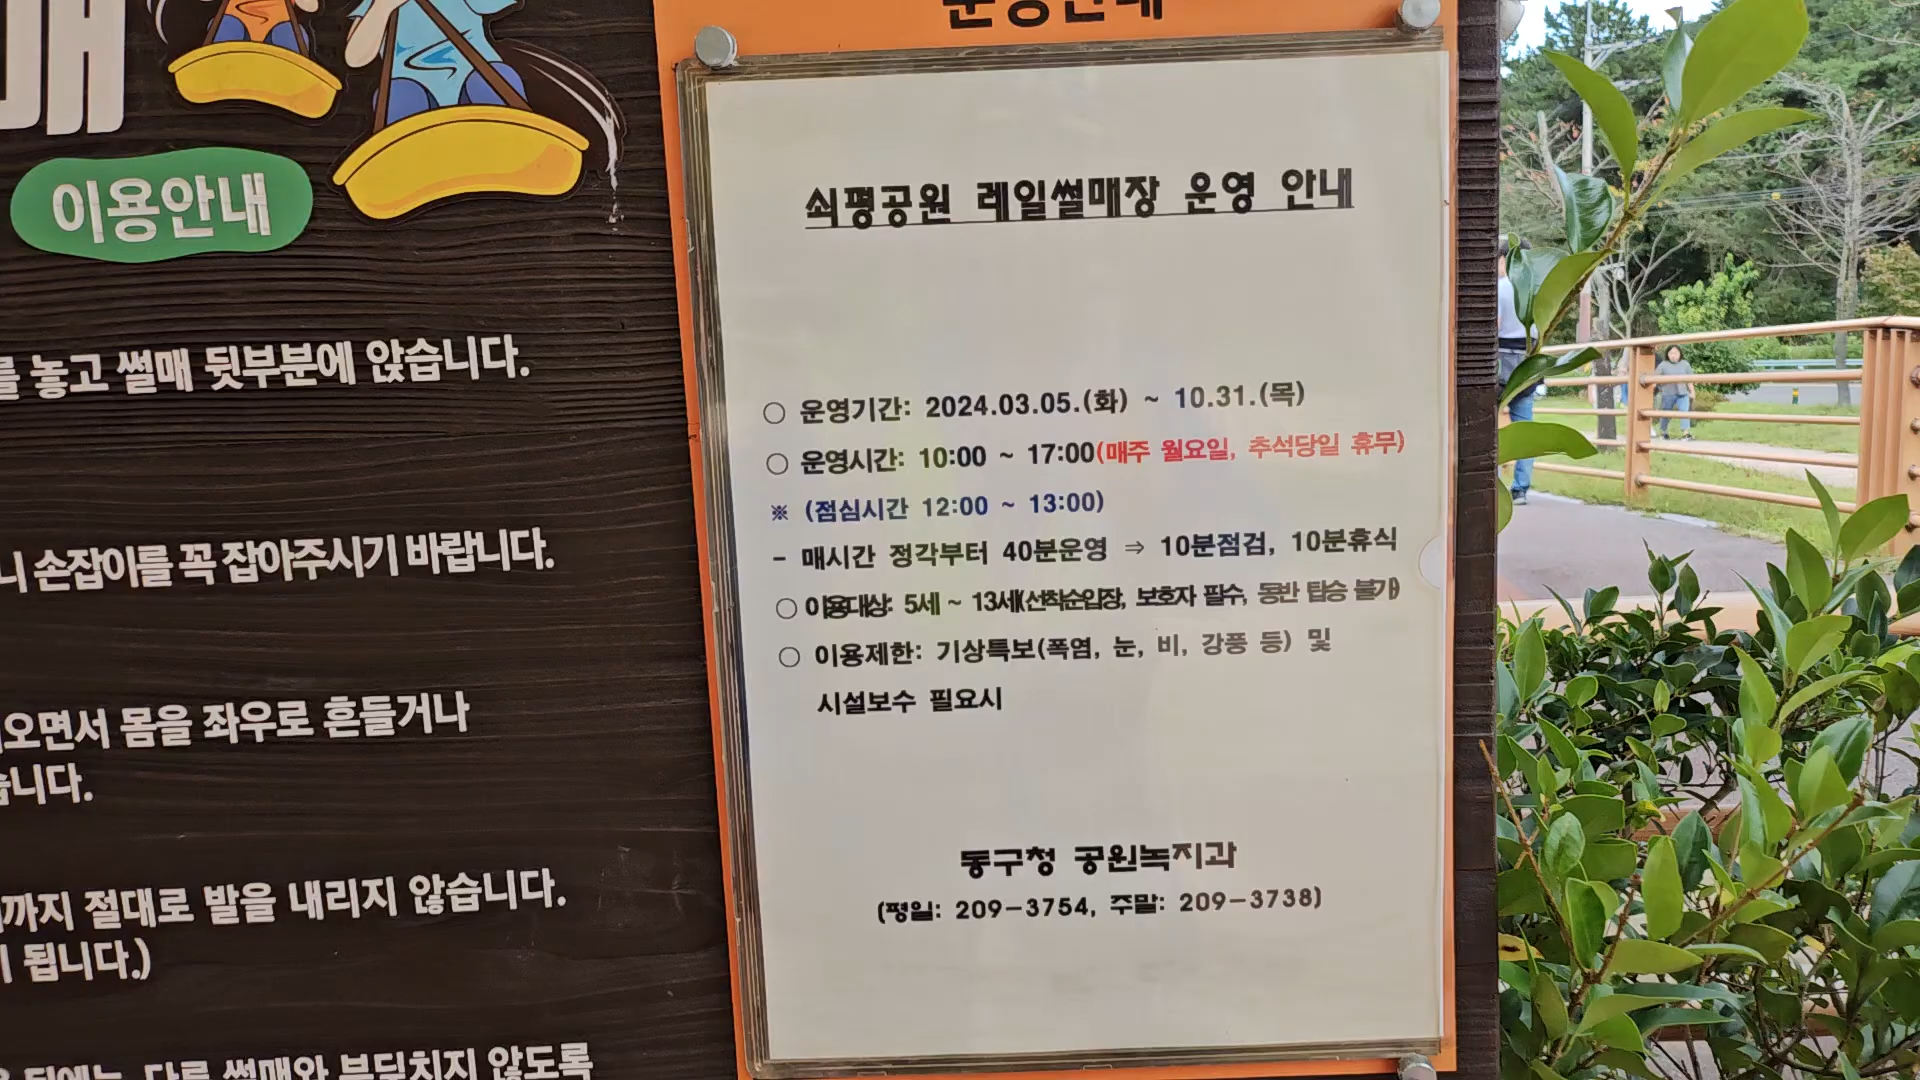 매
이용안내
를 놓고 썰매 뒷부분에 앉습니다.
니 손잡이를 꼭 잡아주시기 바랍니다.
오면서 몸을 좌우로 흔들거나
습니다.
까지 절대로 발을 내리지 않습니다.
됩니다.)
다른 썰매와 부딪치지 않도록
운영안내
쇠평공원 레일썰매장 운영 안내
○ 운영기간: 2024.03.05.(화) ~ 10.31.(목)
○ 운영시간: 10:00 ~ 17:00(매주 월요일, 추석당일 휴무)
※ (점심시간 12:00 ~ 13:00)
- 매시간 정각부터 40분운영 ⇒ 10분점검, 10분휴식
○ 이용대상: 5세 ~ 13세(선착순입장, 보호자 필수, 동반 탑승 불가)
○ 이용제한: 기상특보(폭염, 눈, 비, 강풍 등) 및
시설보수 필요시
동구청 공원녹지과
(평일: 209-3754, 주말: 209-3738)